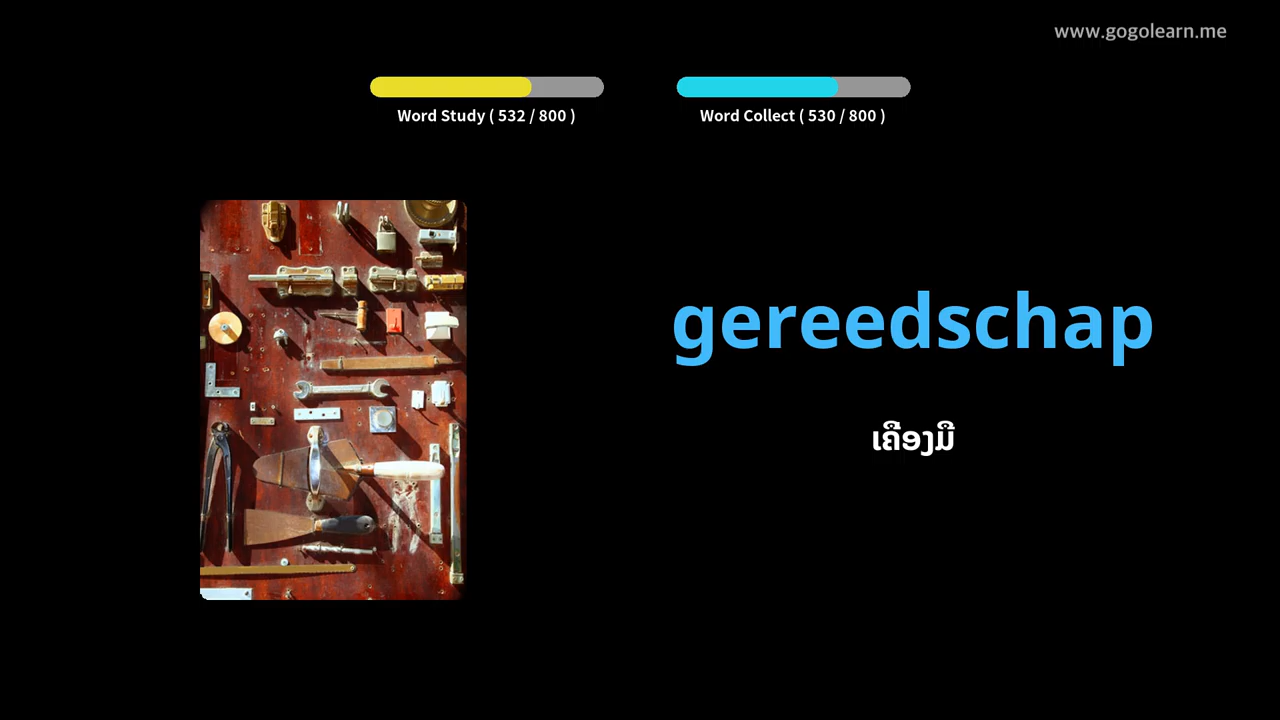 www.gogolearn.me
Word Study ( 532 / 800 )
Word Collect ( 530 / 800 )
gereedschap
ເຄື່ອງມື